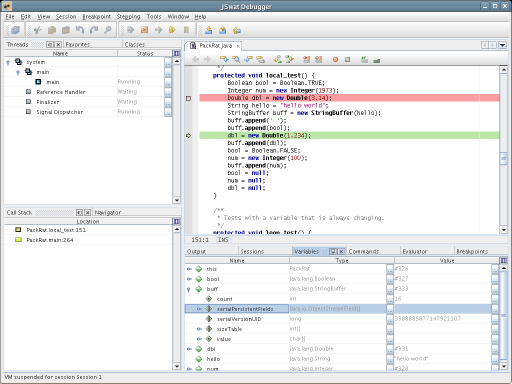 JSwat Debugger
File Edit View Session Breakpoint Stepping Tools Window Help
Threads Favorites Classes
Name Status
system
main
main Running
Reference Handler Waiting
Finalizer Waiting
Signal Dispatcher Running
Call Stack Navigator
Location
PackRat.local_test:151
PackRat.main:264
PackRat.java
*/
protected void local_test() {
Boolean bool = Boolean.TRUE;
Integer num = new Integer(1973);
Double dbl = new Double(3.14);
String hello = "hello world";
StringBuffer buff = new StringBuffer(hello);
buff.append(' ');
buff.append(bool);
dbl = new Double(1.234);
buff.append(dbl);
bool = Boolean.FALSE;
num = new Integer(100);
buff.append(num);
bool = null;
num = null;
dbl = null;
}
/**
* Tests with a variable that is always changing.
*/
protected void loop_test() {
151:1 INS
Output Sessions Variables Commands Evaluator Breakpoints
Name Type Value
this PackRat #326
bool java.lang.Boolean #327
buff java.lang.StringBuffer #333
count int 16
serialPersistentFields java.io.ObjectStreamField[]
serialVersionUID long
sizeTable int[]
value char[]
dbl java.lang.Double #331
hello java.lang.String "hello world"
num java.lang.Integer #328
VM suspended for session Session 1